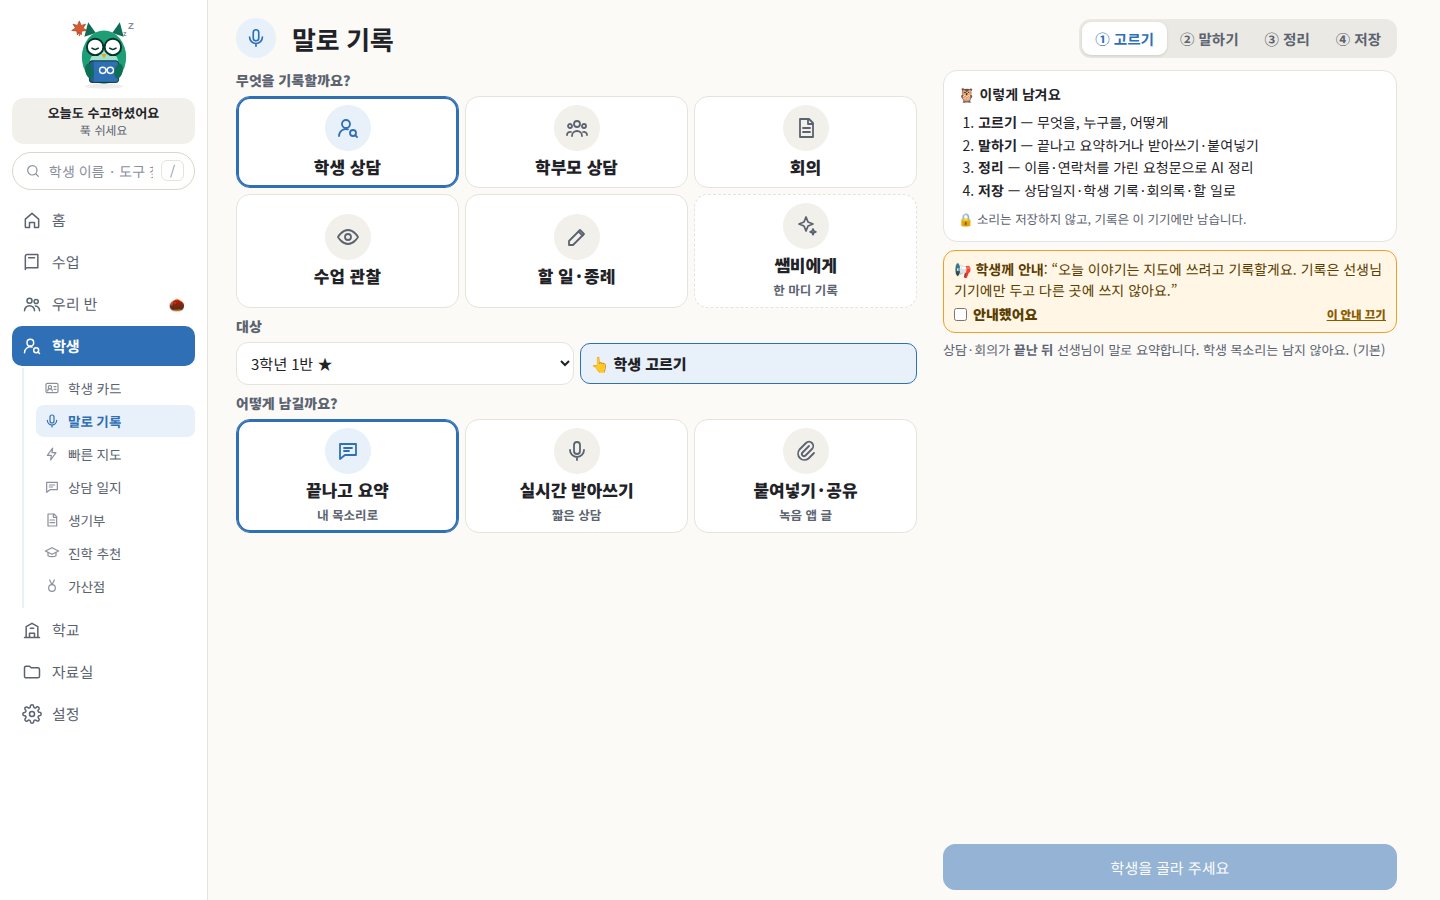 z
z
오늘도 수고하셨어요
푹 쉬세요
학생 이름 · 도구 /
홈
수업
우리 반
학생
학생 카드
말로 기록
빠른 지도
상담 일지
생기부
진학 추천
가산점
학교
자료실
설정
말로 기록
① 고르기 ② 말하기 ③ 정리 ④ 저장
무엇을 기록할까요?
학생 상담
학부모 상담
회의
수업 관찰
할 일·종례
쌤비에게
한 마디 기록
대상
3학년 1반 ★
👆 학생 고르기
어떻게 남길까요?
끝나고 요약
내 목소리로
실시간 받아쓰기
짧은 상담
붙여넣기·공유
녹음 앱 글
🦉 이렇게 남겨요
1. 고르기 — 무엇을, 누구를, 어떻게
2. 말하기 — 끝나고 요약하거나 받아쓰기·붙여넣기
3. 정리 — 이름·연락처를 가린 요청문으로 AI 정리
4. 저장 — 상담일지·학생 기록·회의록·할 일로
🔒 소리는 저장하지 않고, 기록은 이 기기에만 남습니다.
📢 학생께 안내: “오늘 이야기는 지도에 쓰려고 기록할게요. 기록은 선생님
기기에만 두고 다른 곳에 쓰지 않아요.”
안내했어요
이 안내 끄기
상담·회의가 끝난 뒤 선생님이 말로 요약합니다. 학생 목소리는 남지 않아요. (기본)
학생을 골라 주세요